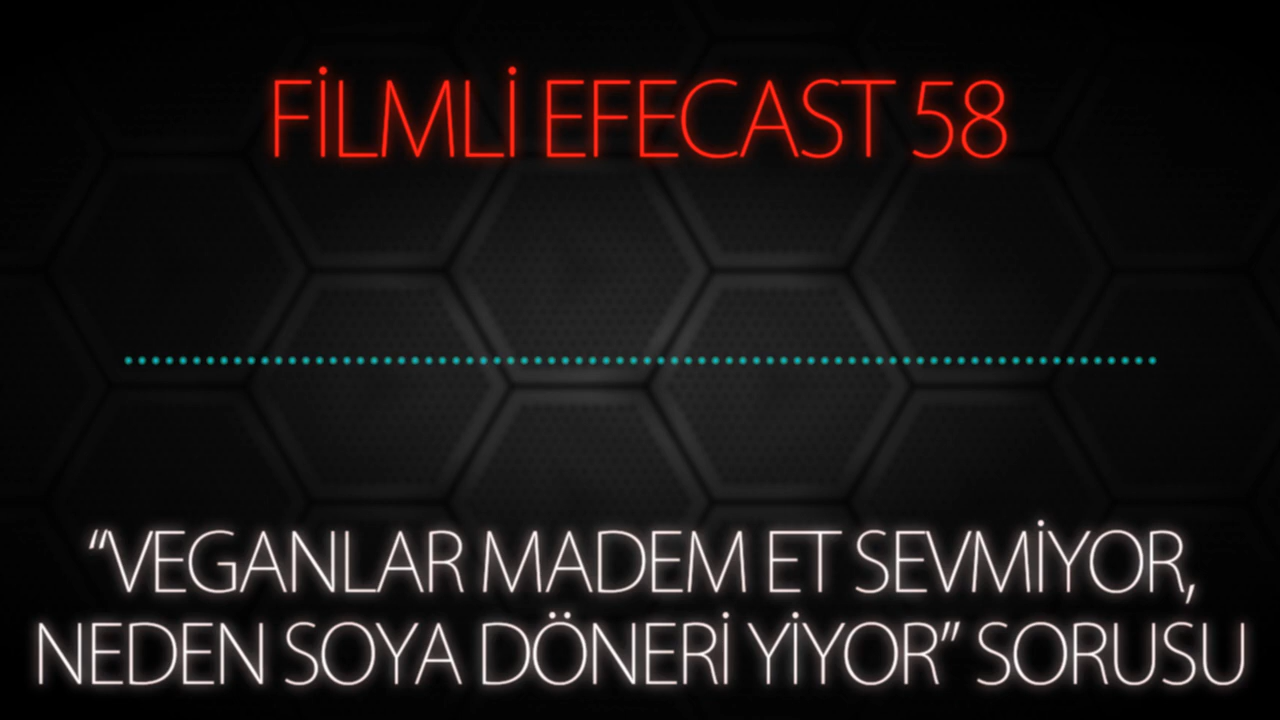 FİLMLİ EFECAST 58
“VEGANLAR MADEM ET SEVMİYOR,
NEDEN SOYA DÖNERİ YİYOR” SORUSU